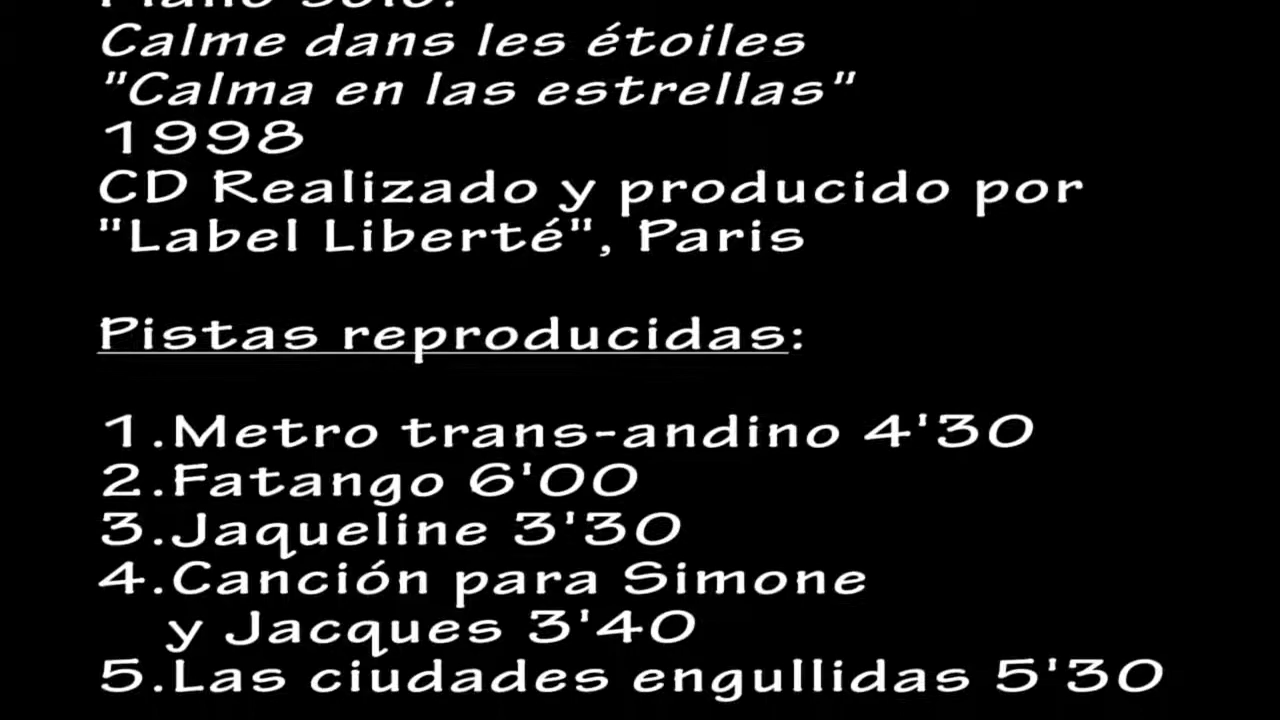 Piano solo:
Calme dans les étoiles
"Calma en las estrellas"
1998
CD Realizado y producido por
"Label Liberté", Paris
Pistas reproducidas:
1.Metro trans-andino 4'30
2.Fatango 6'00
3.Jaqueline 3'30
4.Canción para Simone
y Jacques 3'40
5.Las ciudades engullidas 5'30